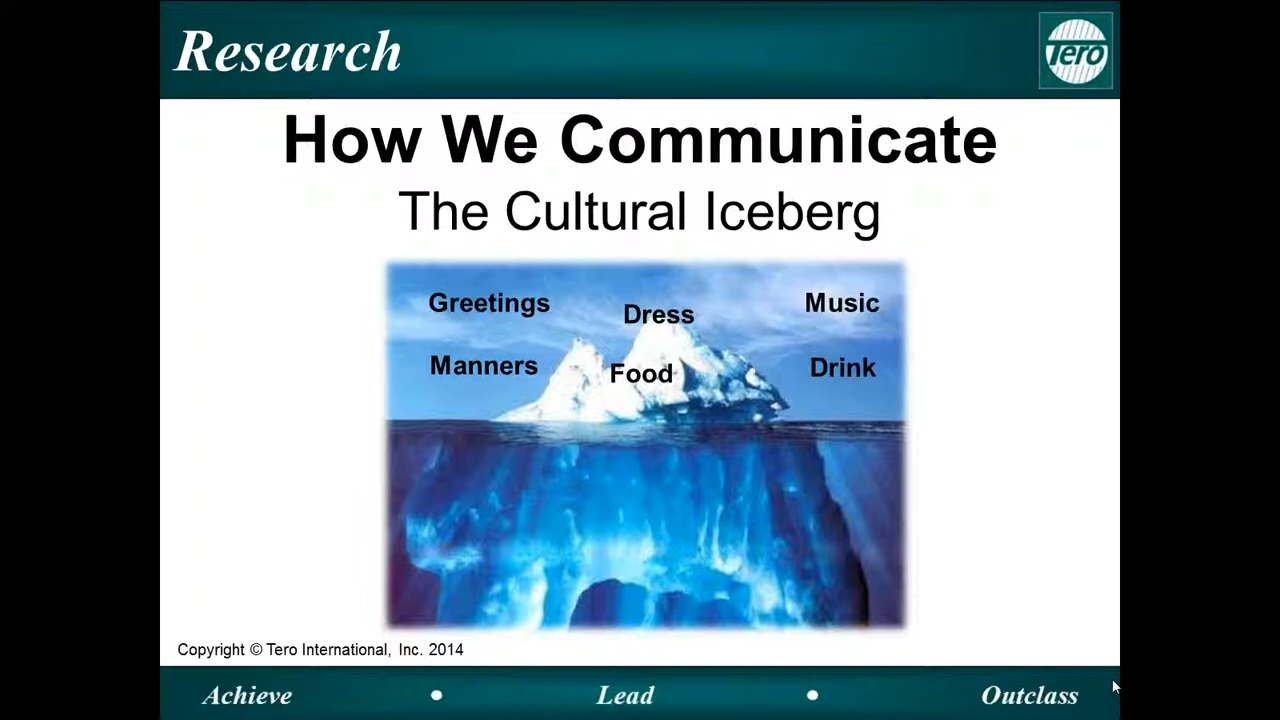 Research
Tero
How We Communicate
The Cultural Iceberg
Greetings Dress Music
Manners Food Drink
Copyright © Tero International, Inc. 2014
Achieve • Lead • Outclass